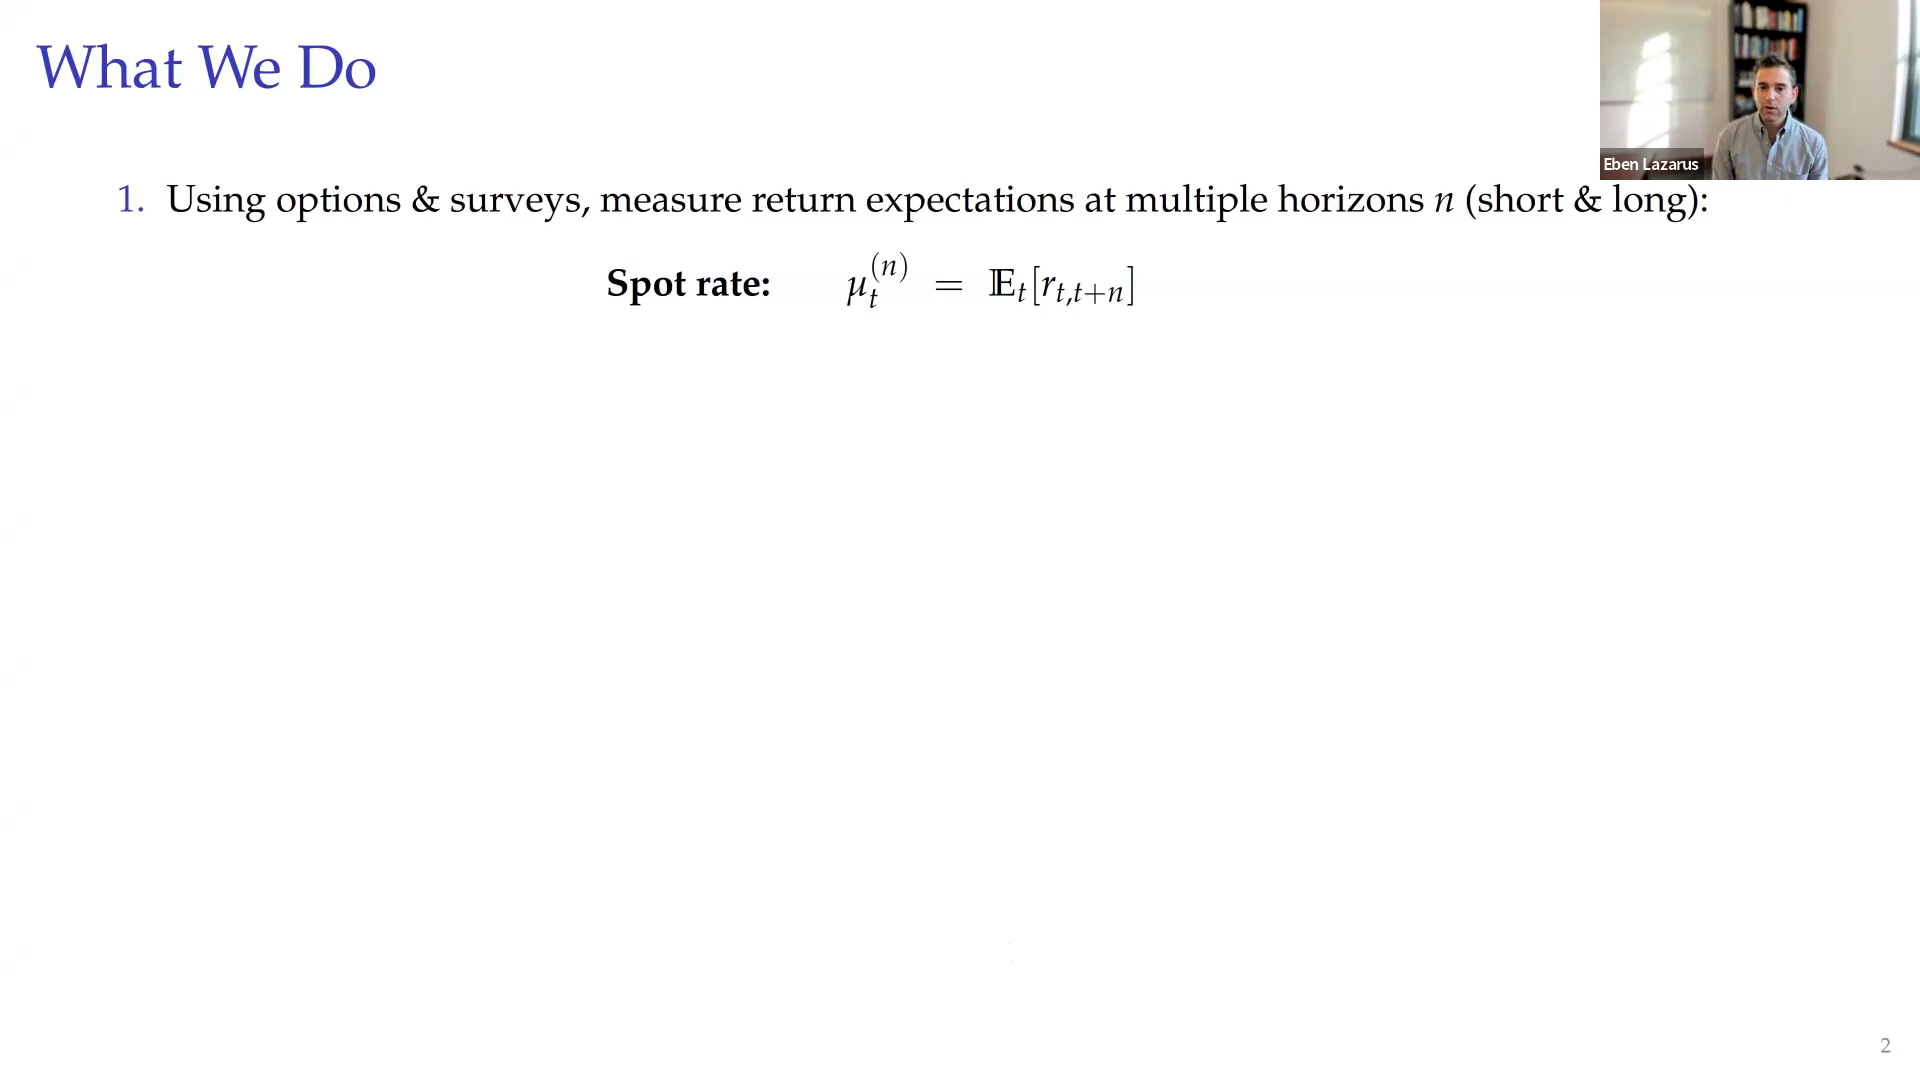 What We Do
Eben Lazarus
1. Using options & surveys, measure return expectations at multiple horizons n (short & long):
Spot rate: μ_t^{(n)} = 𝔼_t[r_{t,t+n}]
2